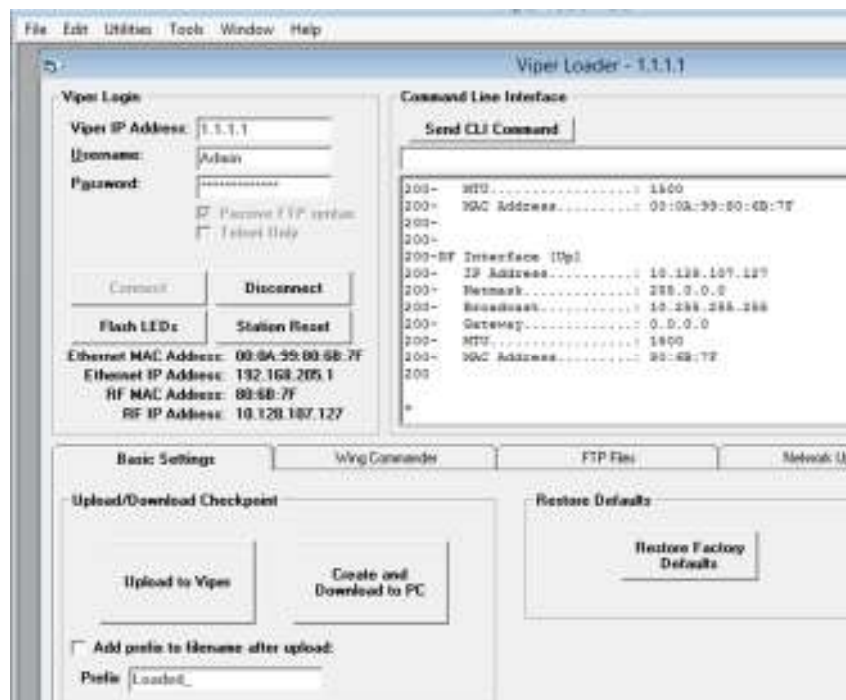 File Edit Utilities Tools Window Help
Viper Loader - 1.1.1.1
Viper Login
Viper IP Address: 1.1.1.1
Username: Admin
Password: **************
Passive FTP syntax
Telnet Only
Connect Disconnect
Flash LEDs Station Reset
Ethernet MAC Address: 00:0A:99:80:6B:7F
Ethernet IP Address: 192.168.205.1
RF MAC Address: 80:6B:7F
RF IP Address: 10.128.107.127
Command Line Interface
Send CLI Command
200- MTU..................: 1500
200- MAC Address..........: 00:0A:99:80:6B:7F
200-
200-
200-RF Interface [Up]
200- IP Address...........: 10.128.107.127
200- Netmask..............: 255.0.0.0
200- Broadcast............: 10.255.255.255
200- Gateway..............: 0.0.0.0
200- MTU..................: 1500
200- MAC Address..........: 80:6B:7F
200
Basic Settings Wing Commander FTP Files Network
Upload/Download Checkpoint
Upload to Viper
Create and
Download to PC
Add prefix to filename after upload:
Prefix Loaded_
Restore Defaults
Restore Factory
Defaults